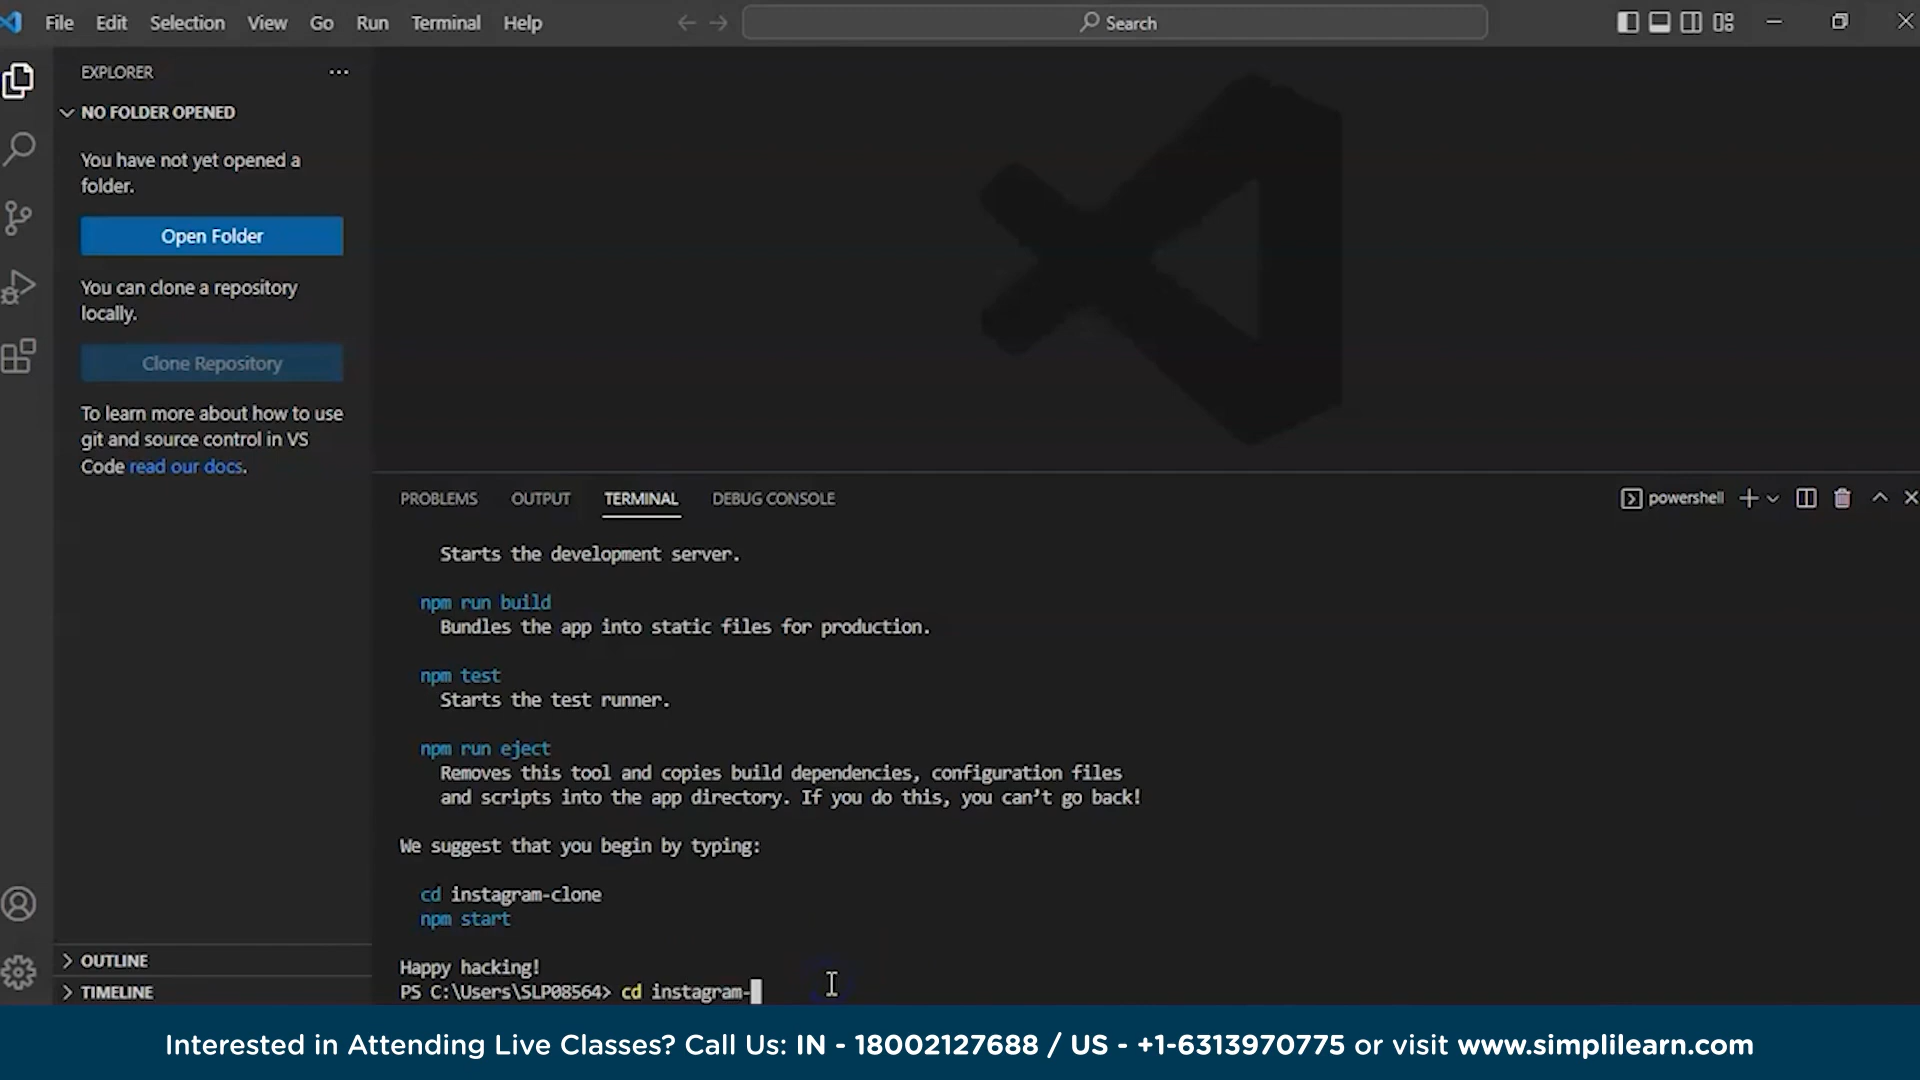 File Edit Selection View Go Run Terminal Help
Search
EXPLORER
NO FOLDER OPENED
You have not yet opened a
folder.
Open Folder
You can clone a repository
locally.
Clone Repository
To learn more about how to use
git and source control in VS
Code read our docs.
OUTLINE
TIMELINE
PROBLEMS OUTPUT TERMINAL DEBUG CONSOLE
powershell
Starts the development server.
npm run build
Bundles the app into static files for production.
npm test
Starts the test runner.
npm run eject
Removes this tool and copies build dependencies, configuration files
and scripts into the app directory. If you do this, you can’t go back!
We suggest that you begin by typing:
cd instagram-clone
npm start
Happy hacking!
PS C:\Users\SLP08564> cd instagram-
Interested in Attending Live Classes? Call Us: IN - 18002127688 / US - +1-6313970775 or visit www.simplilearn.com